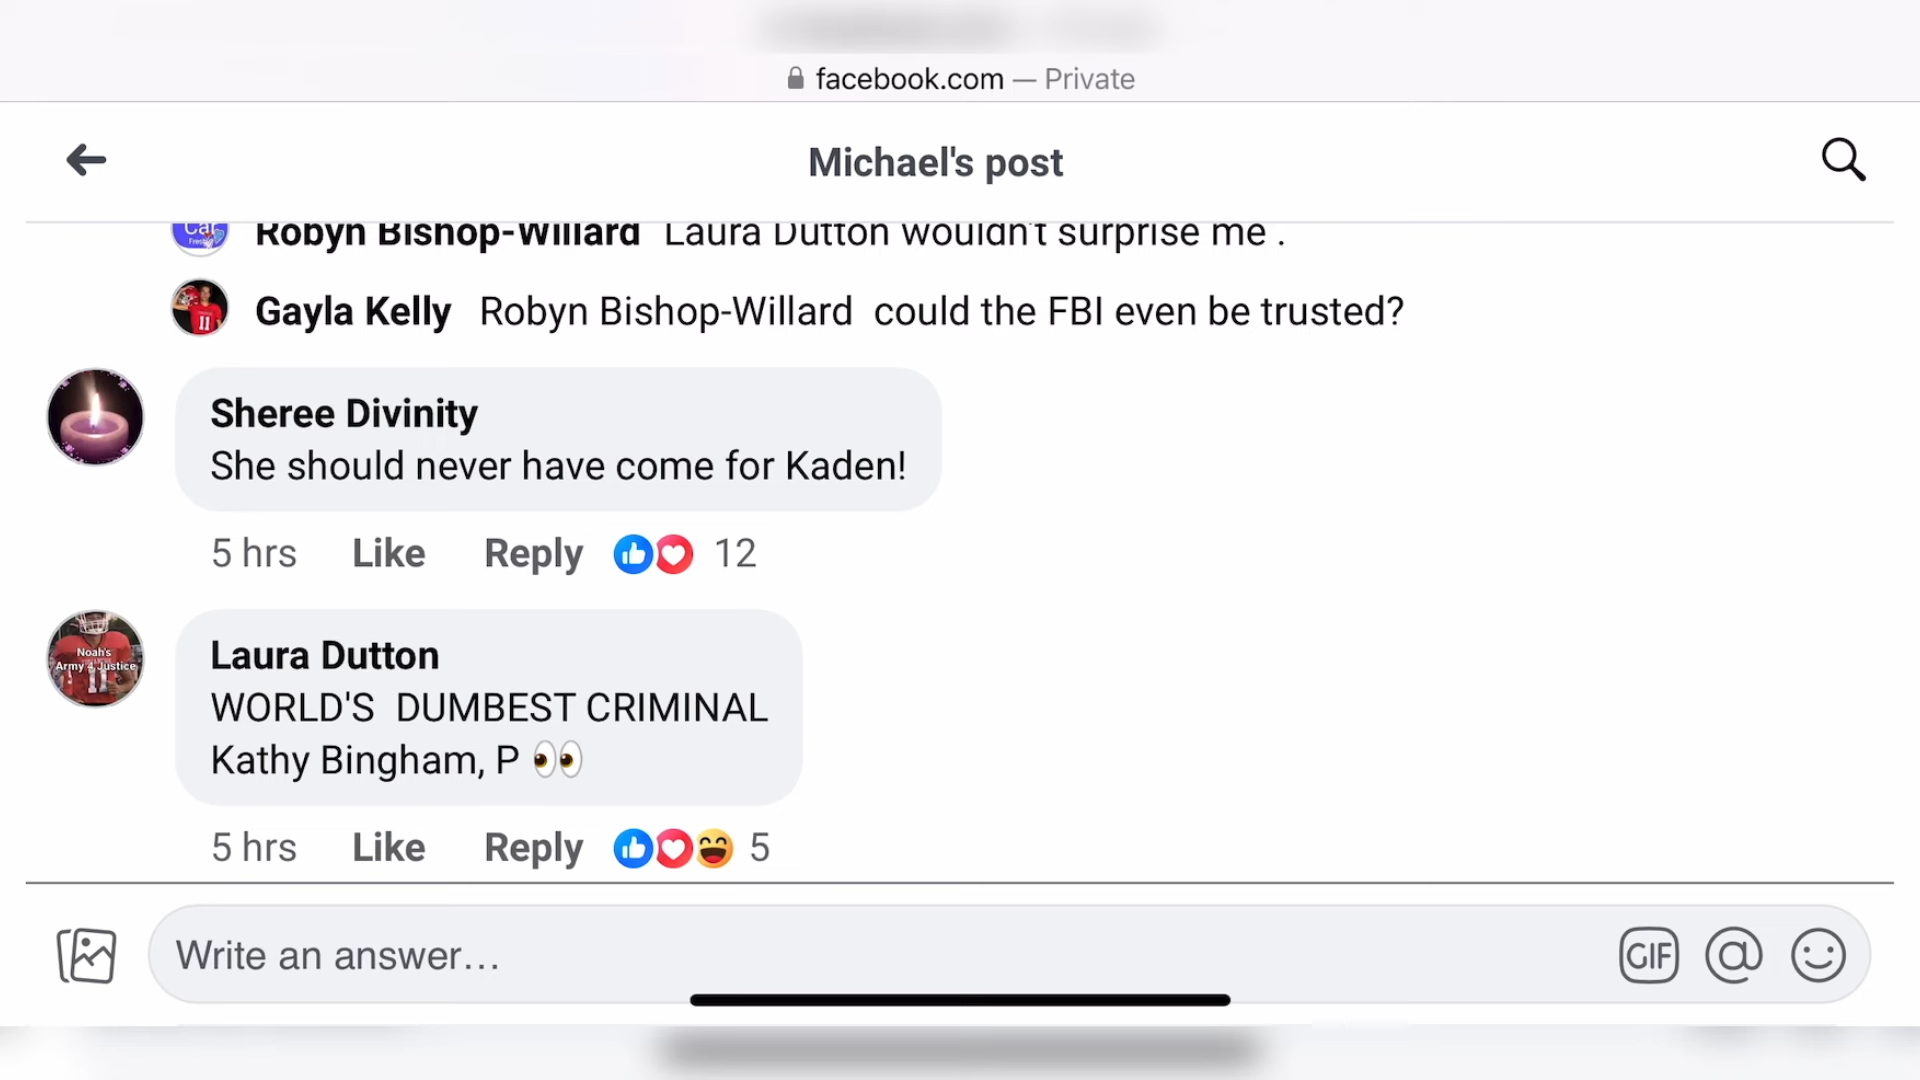 facebook.com — Private
Michael's post
Car
Robyn Bishop-Willard Laura Dutton wouldn't surprise me .
11
Gayla Kelly Robyn Bishop-Willard could the FBI even be trusted?
Sheree Divinity
She should never have come for Kaden!
5 hrs Like Reply 12
Noah's
Army 4 Justice
11
Laura Dutton
WORLD'S DUMBEST CRIMINAL
Kathy Bingham, P 👀
5 hrs Like Reply 5
Write an answer... GIF @